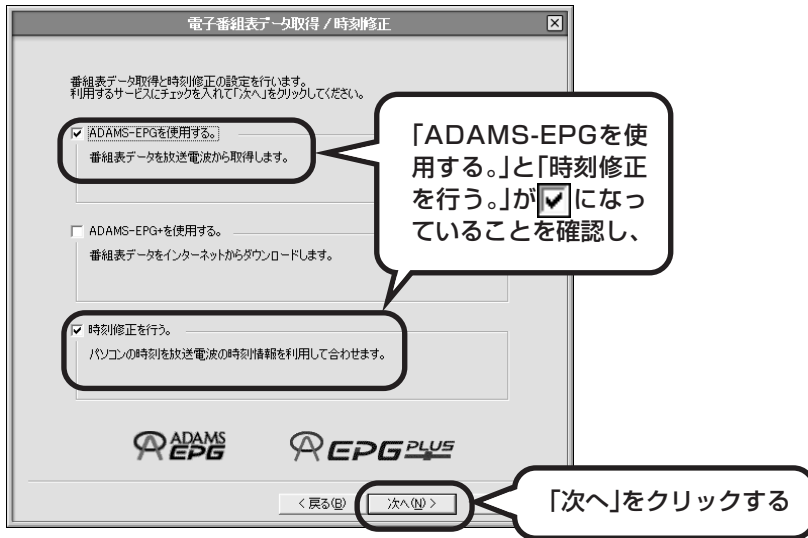 電子番組表データ取得 / 時刻修正
番組表データ取得と時刻修正の設定を行います。
利用するサービスにチェックを入れて「次へ」をクリックしてください。
ADAMS-EPGを使用する。
番組表データを放送電波から取得します。
「ADAMS-EPGを使
用する。」と「時刻修正
を行う。」が☑になっ
ていることを確認し、
ADAMS-EPG+を使用する。
番組表データをインターネットからダウンロードします。
時刻修正を行う。
パソコンの時刻を放送電波の時刻情報を利用して合わせます。
ADAMS
EPG
EPG PLUS
< 戻る(B)
次へ(N) >
「次へ」をクリックする